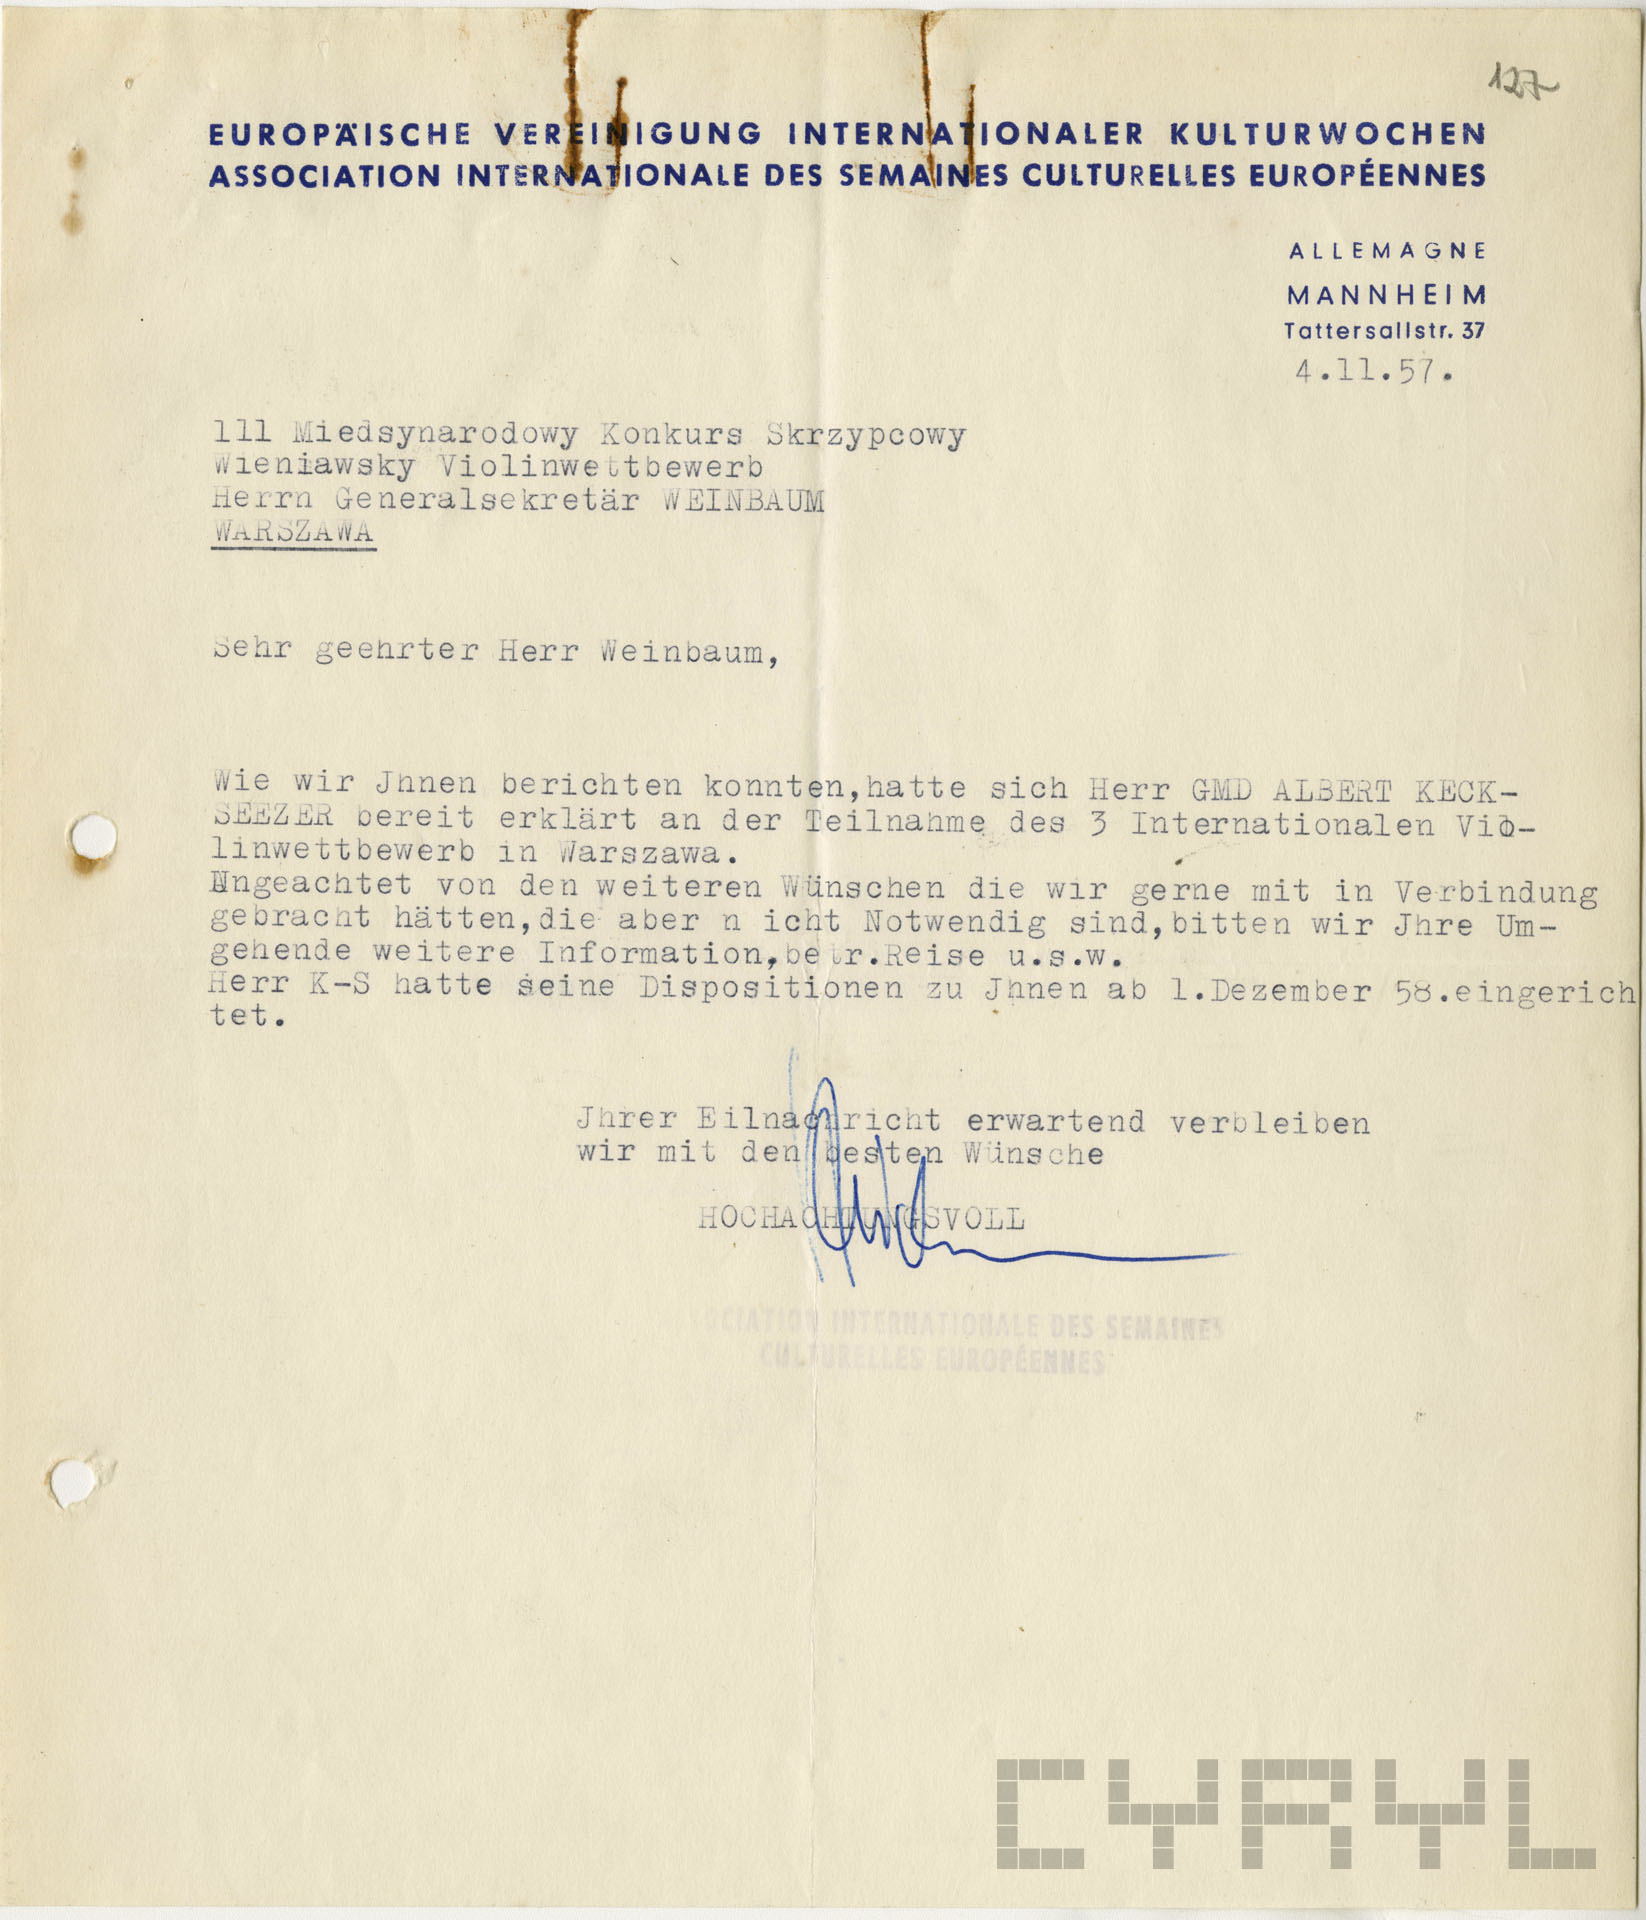 127
EUROPÄISCHE VEREINIGUNG INTERNATIONALER KULTURWOCHEN
ASSOCIATION INTERNATIONALE DES SEMAINES CULTURELLES EUROPÉENNES
ALLEMAGNE
MANNHEIM
Tattersallstr. 37
4.11.57.
111 Miedsynarodowy Konkurs Skrzypcowy
Wieniawsky Violinwettbewerb
Herrn Generalsekretär WEINBAUM
WARSZAWA
Sehr geehrter Herr Weinbaum,
Wie wir Jhnen berichten konnten,hatte sich Herr GMD ALBERT KECK-
SEEZER bereit erklärt an der Teilnahme des 3 Internationalen Vio-
linwettbewerb in Warszawa.
Ungeachtet von den weiteren Wünschen die wir gerne mit in Verbindung
gebracht hätten,die aber n icht Notwendig sind,bitten wir Jhre Um-
gehende weitere Information,betr.Reise u.s.w.
Herr K-S hatte seine Dispositionen zu Jhnen ab 1.Dezember 58.eingerich
tet.
Jhrer Eilnachricht erwartend verbleiben
wir mit den besten Wünsche
HOCHACHTUNGSVOLL
OCIATION INTERNATIONALE DES SEMAINES
CULTURELLES EUROPÉENNES
CYRYL